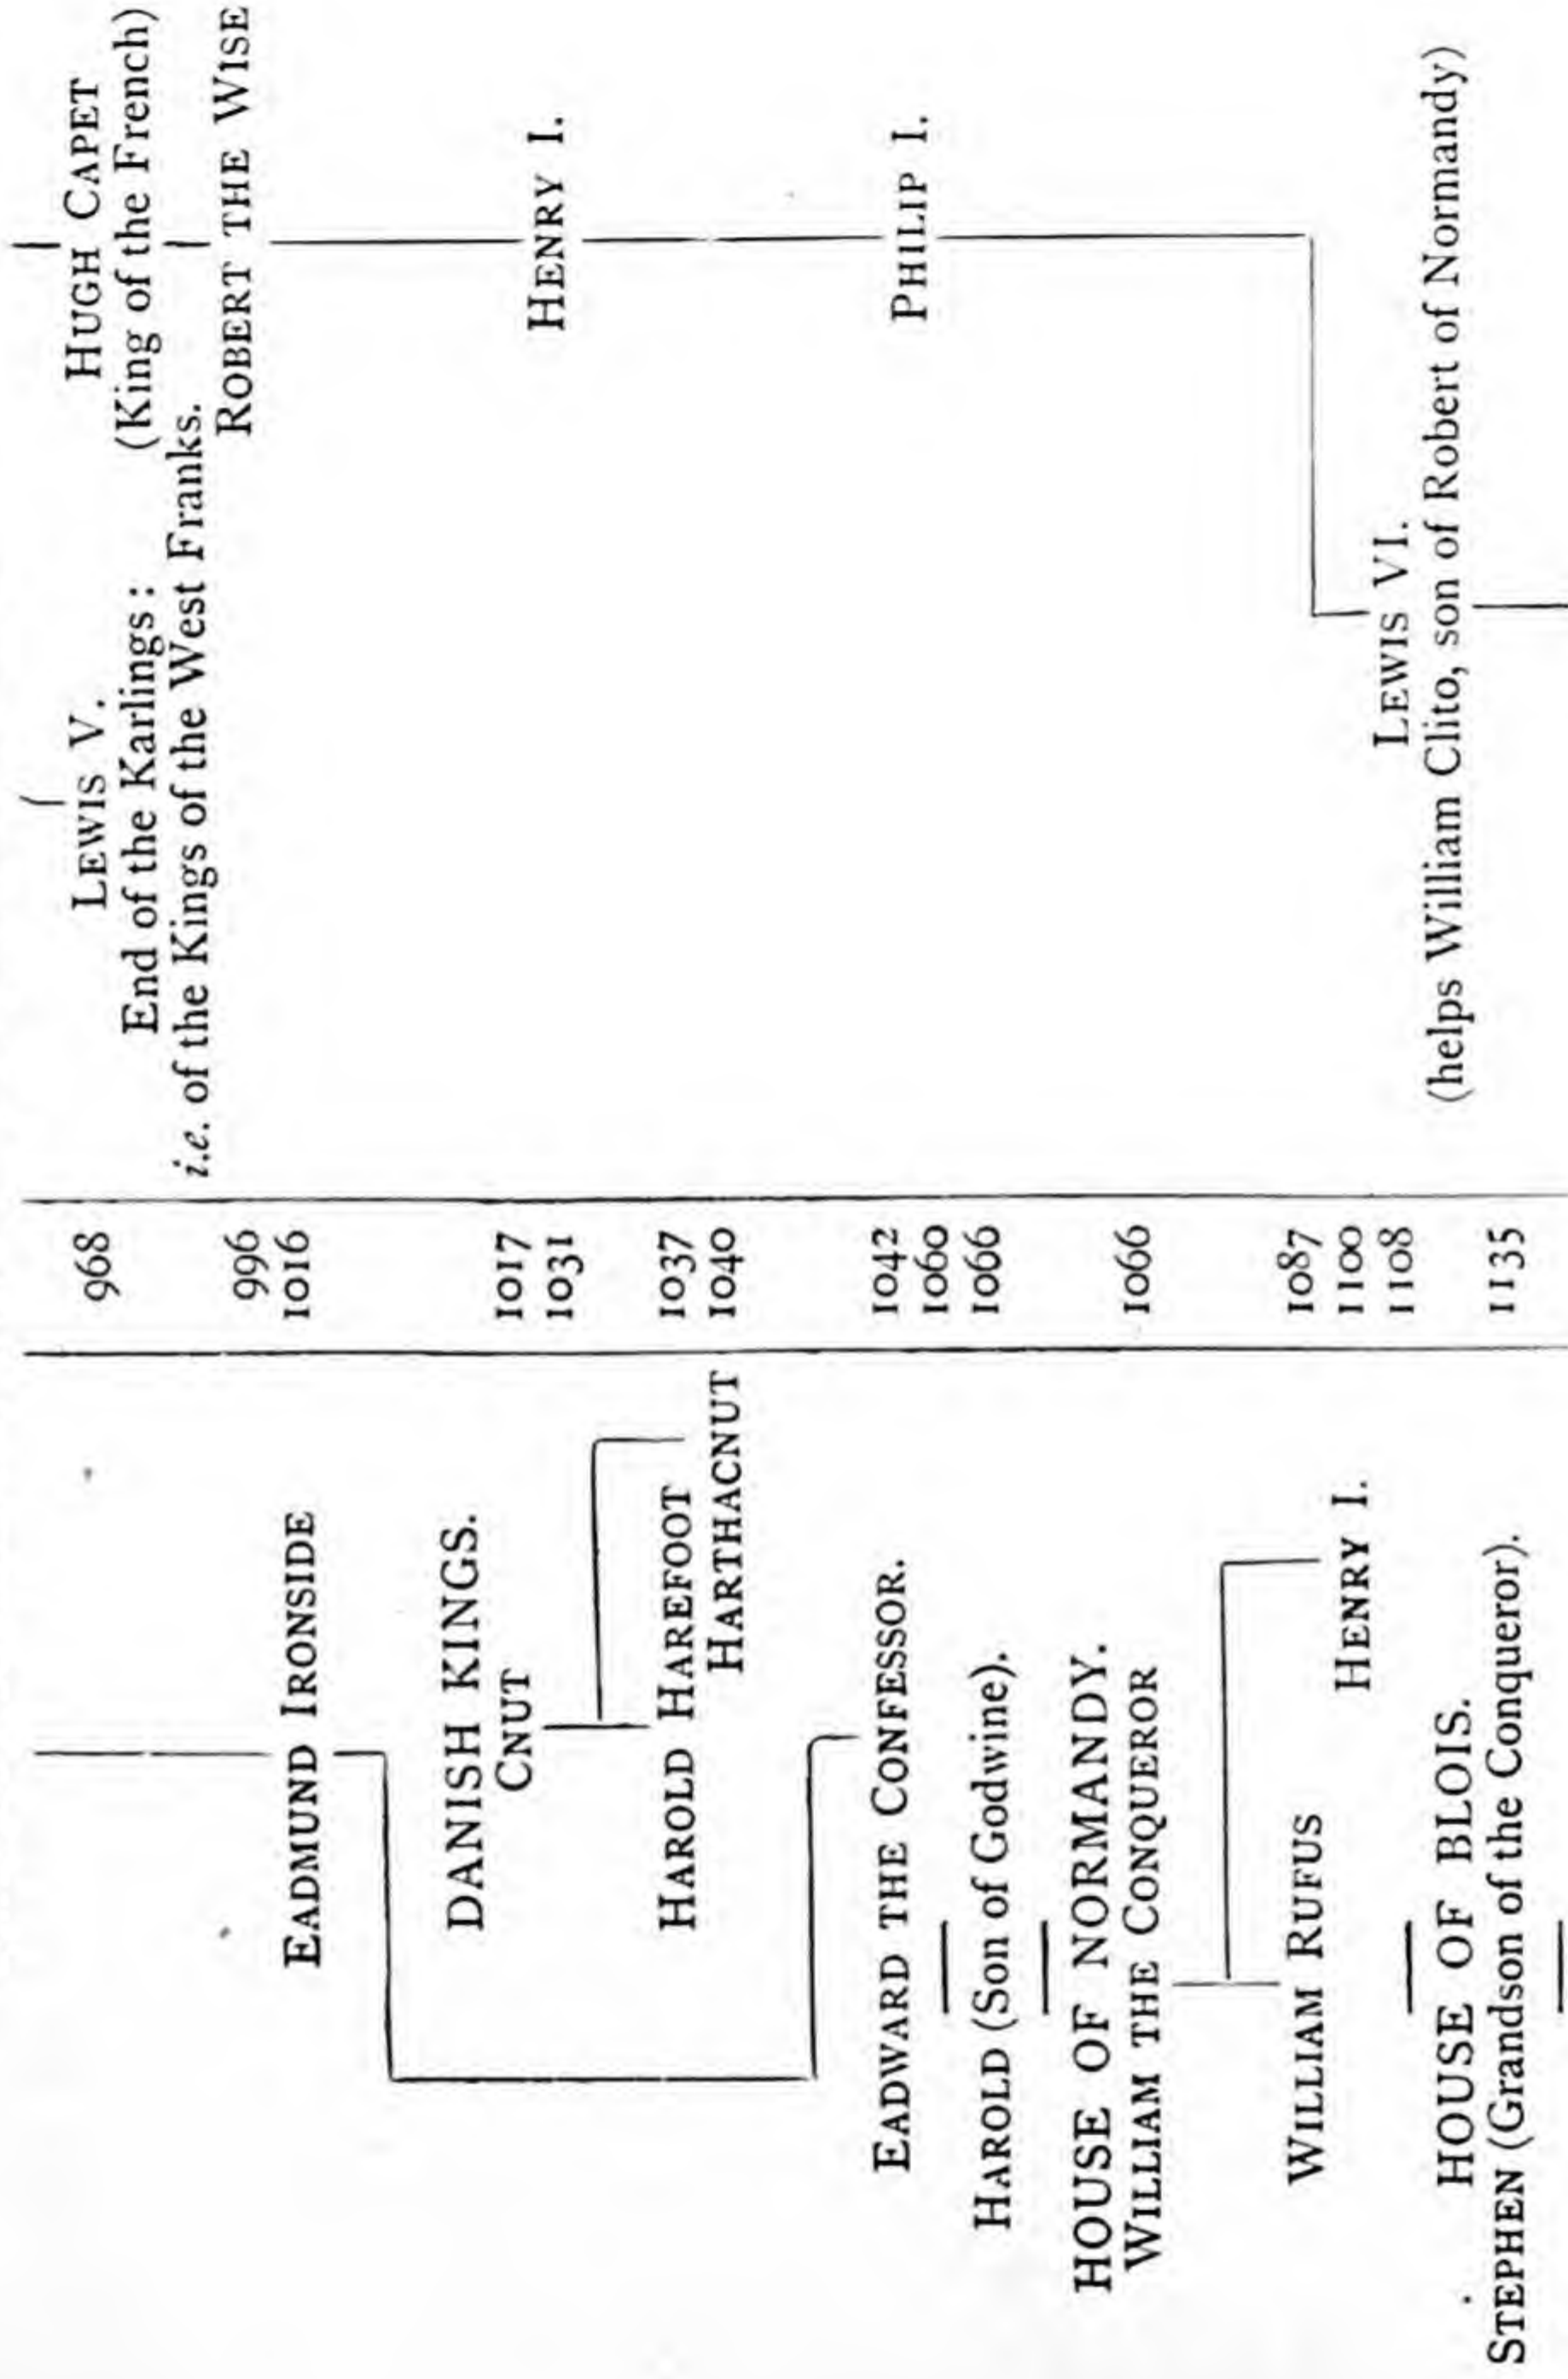 968
LEWIS V.
HUGH CAPET
End of the Karlings :
(King of the French)
i.e. of the Kings of the West Franks.
996
ROBERT THE WISE
EADMUND IRONSIDE
1016
DANISH KINGS.
CNUT
1017
1031
HENRY I.
HAROLD HAREFOOT
1037
HARTHACNUT
1040
EADWARD THE CONFESSOR.
1042
1060
PHILIP I.
HAROLD (Son of Godwine).
1066
HOUSE OF NORMANDY.
WILLIAM THE CONQUEROR
1066
WILLIAM RUFUS
1087
HENRY I.
1100
1108
LEWIS VI.
(helps William Clito, son of Robert of Normandy)
HOUSE OF BLOIS.
STEPHEN (Grandson of the Conqueror).
1135